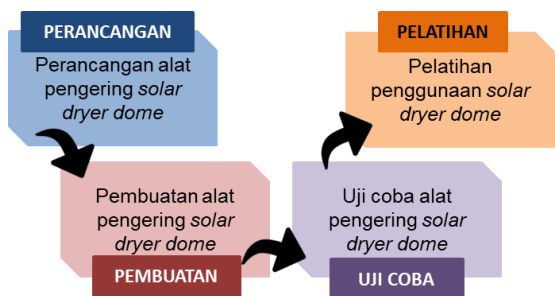 PERANCANGAN
Perancangan alat
pengering solar
dryer dome
Pembuatan alat
pengering solar
dryer dome
PEMBUATAN
Uji coba alat
pengering solar
dryer dome
UJI COBA
PELATIHAN
Pelatihan
penggunaan solar
dryer dome